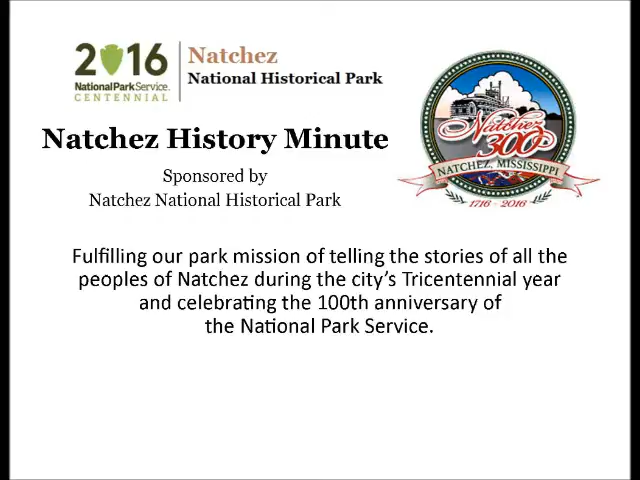 2016
National Park Service
CENTENNIAL
Natchez
National Historical Park
Natchez
300
NATCHEZ, MISSISSIPPI
1716 - 2016
Natchez History Minute
Sponsored by
Natchez National Historical Park
Fulfilling our park mission of telling the stories of all the
peoples of Natchez during the city's Tricentennial year
and celebrating the 100th anniversary of
the National Park Service.